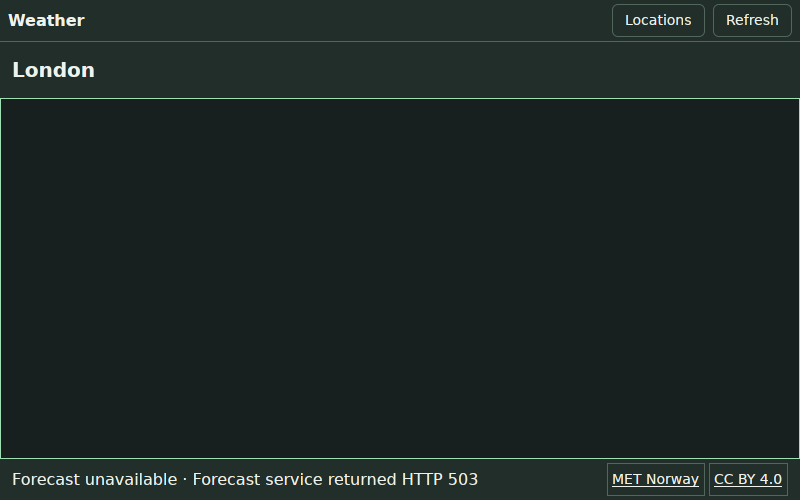 Weather
Locations
Refresh
London
Forecast unavailable · Forecast service returned HTTP 503
MET Norway
CC BY 4.0